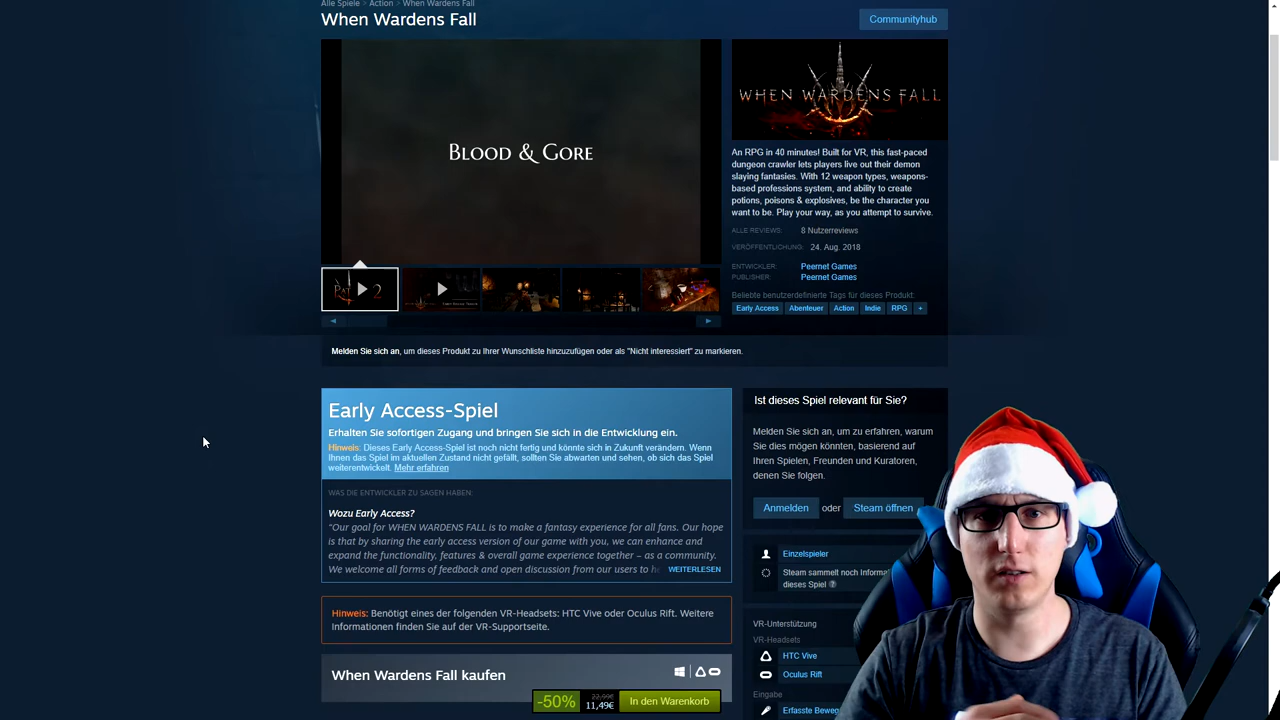 Alle Spiele > Action > When Wardens Fall
When Wardens Fall
Communityhub
BLOOD & GORE
WHEN WARDENS FALL
An RPG in 40 minutes! Built for VR, this fast-paced
dungeon crawler lets players live out their demon
slaying fantasies. With 12 weapon types, weapons-
based professions system, and ability to create
potions, poisons & explosives, be the character you
want to be. Play your way, as you attempt to survive.
ALLE REVIEWS: 8 Nutzerreviews
VERÖFFENTLICHUNG: 24. Aug. 2018
ENTWICKLER: Peernet Games
PUBLISHER: Peernet Games
Beliebte benutzerdefinierte Tags für dieses Produkt:
Early Access Abenteuer Action Indie RPG +
Melden Sie sich an, um dieses Produkt zu Ihrer Wunschliste hinzuzufügen oder als "Nicht interessiert" zu markieren.
Early Access-Spiel
Erhalten Sie sofortigen Zugang und bringen Sie sich in die Entwicklung ein.
Hinweis: Dieses Early Access-Spiel ist noch nicht fertig und könnte sich in Zukunft verändern. Wenn
Ihnen das Spiel im aktuellen Zustand nicht gefällt, sollten Sie abwarten und sehen, ob sich das Spiel
weiterentwickelt. Mehr erfahren
WAS DIE ENTWICKLER ZU SAGEN HABEN:
Wozu Early Access?
"Our goal for WHEN WARDENS FALL is to make a fantasy experience for all fans. Our hope
is that by sharing the early access version of our game with you, we can enhance and
expand the functionality, features & overall game experience together – as a community.
We welcome all forms of feedback and open discussion from our users to WEITERLESEN
Hinweis: Benötigt eines der folgenden VR-Headsets: HTC Vive oder Oculus Rift. Weitere
Informationen finden Sie auf der VR-Supportseite.
When Wardens Fall kaufen
-50% 22,99€ 11,49€ In den Warenkorb
Ist dieses Spiel relevant für Sie?
Melden Sie sich an, um zu erfahren, warum
Sie dies mögen könnten, basierend auf
Ihren Spielen, Freunden und Kuratoren,
denen Sie folgen.
Anmelden oder Steam öffnen
Einzelspieler
Steam sammelt noch
dieses Spiel ?
VR-Unterstützung
VR-Headsets
HTC Vive
Oculus Rift
Eingabe
Erfasste